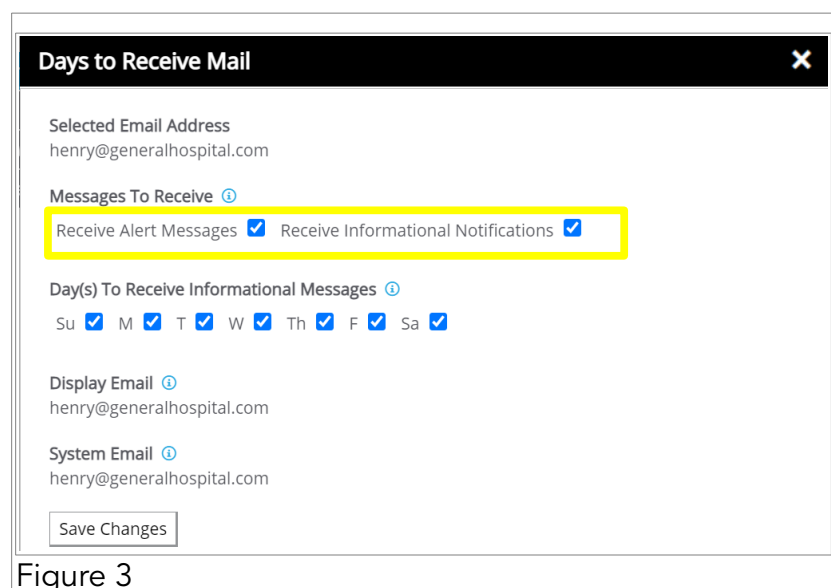 Days to Receive Mail
Selected Email Address
henry@generalhospital.com
Messages To Receive
Receive Alert Messages Receive Informational Notifications
Day(s) To Receive Informational Messages
Su M T W Th F Sa
Display Email
henry@generalhospital.com
System Email
henry@generalhospital.com
Save Changes
Figure 3